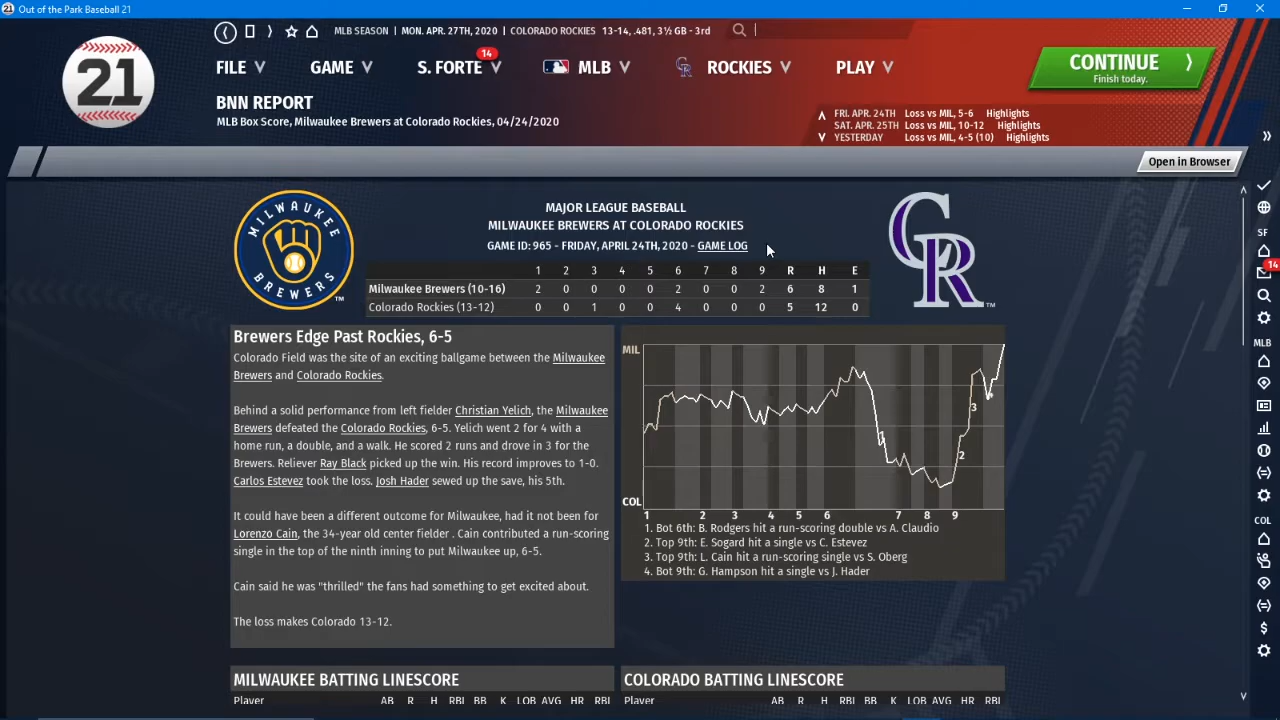 Out of the Park Baseball 21
MLB SEASON | MON. APR. 27TH, 2020 | COLORADO ROCKIES 13-14, .481, 3½ GB - 3rd
21
FILE GAME S. FORTE 14 MLB ROCKIES PLAY
CONTINUE
Finish today.
BNN REPORT
MLB Box Score, Milwaukee Brewers at Colorado Rockies, 04/24/2020
FRI. APR. 24TH Loss vs MIL, 5-6 Highlights
SAT. APR. 25TH Loss vs MIL, 10-12 Highlights
YESTERDAY Loss vs MIL, 4-5 (10) Highlights
Open in Browser
MILWAUKEE BREWERS
CR
MAJOR LEAGUE BASEBALL
MILWAUKEE BREWERS AT COLORADO ROCKIES
GAME ID: 965 - FRIDAY, APRIL 24TH, 2020 - GAME LOG
1 2 3 4 5 6 7 8 9 R H E
Milwaukee Brewers (10-16) 2 0 0 0 0 2 0 0 2 6 8 1
Colorado Rockies (13-12) 0 0 1 0 0 4 0 0 0 5 12 0
Brewers Edge Past Rockies, 6-5
Colorado Field was the site of an exciting ballgame between the Milwaukee
Brewers and Colorado Rockies.
Behind a solid performance from left fielder Christian Yelich, the Milwaukee
Brewers defeated the Colorado Rockies, 6-5. Yelich went 2 for 4 with a
home run, a double, and a walk. He scored 2 runs and drove in 3 for the
Brewers. Reliever Ray Black picked up the win. His record improves to 1-0.
Carlos Estevez took the loss. Josh Hader sewed up the save, his 5th.
It could have been a different outcome for Milwaukee, had it not been for
Lorenzo Cain, the 34-year old center fielder . Cain contributed a run-scoring
single in the top of the ninth inning to put Milwaukee up, 6-5.
Cain said he was "thrilled" the fans had something to get excited about.
The loss makes Colorado 13-12.
MIL
COL
1 2 3 4
1 2 3 4 5 6 7 8 9
1. Bot 6th: B. Rodgers hit a run-scoring double vs A. Claudio
2. Top 9th: E. Sogard hit a single vs C. Estevez
3. Top 9th: L. Cain hit a run-scoring single vs S. Oberg
4. Bot 9th: G. Hampson hit a single vs J. Hader
MILWAUKEE BATTING LINESCORE
Player AB R H RBI BB K LOB AVG HR RBI
COLORADO BATTING LINESCORE
Player AB R H RBI BB K LOB AVG HR RBI
SF
14
MLB
COL